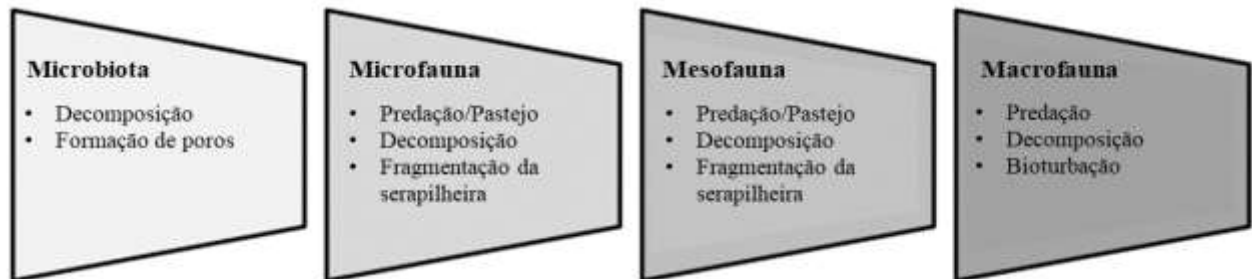 Microbiota
• Decomposição
• Formação de poros
Microfauna
• Predação/Pastejo
• Decomposição
• Fragmentação da
serapilheira
Mesofauna
• Predação/Pastejo
• Decomposição
• Fragmentação da
serapilheira
Macrofauna
• Predação
• Decomposição
• Bioturbação